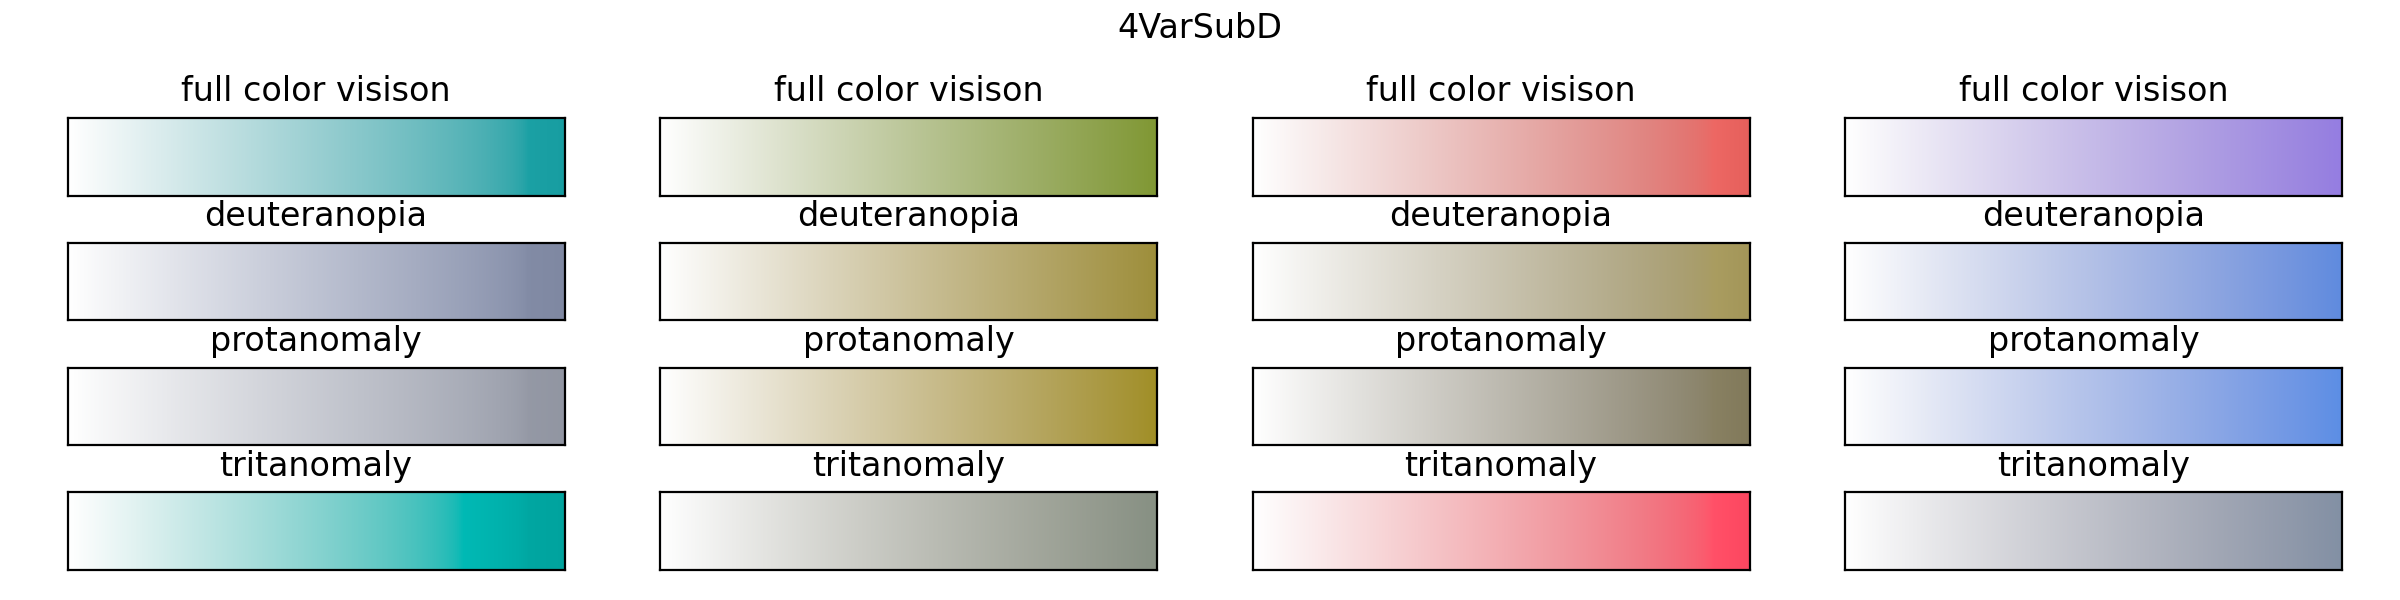 4VarSubD
full color visison full color visison full color visison full color visison
deuteranopia deuteranopia deuteranopia deuteranopia
protanomaly protanomaly protanomaly protanomaly
tritanomaly tritanomaly tritanomaly tritanomaly